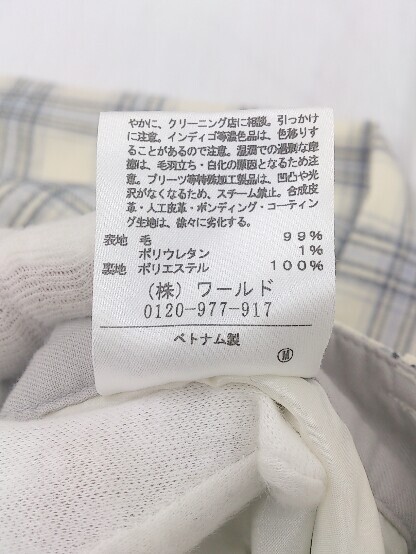 やかに、クリーニング店に相談。引っかけ
に注意。インディゴ等濃色品は、色移りす
ることがあるので注意。湿潤での過剰な摩
擦は、毛羽立ち・白化の原因となるため注
意。プリーツ等特殊加工製品は、凹凸や光
沢がなくなるため、スチーム禁止。合成皮
革・人工皮革・ボンディング・コーティン
グ生地は、徐々に劣化する。
表地 毛 99%
ポリウレタン 1%
裏地 ポリエステル 100%
(株) ワールド
0120-977-917
ベトナム製
M